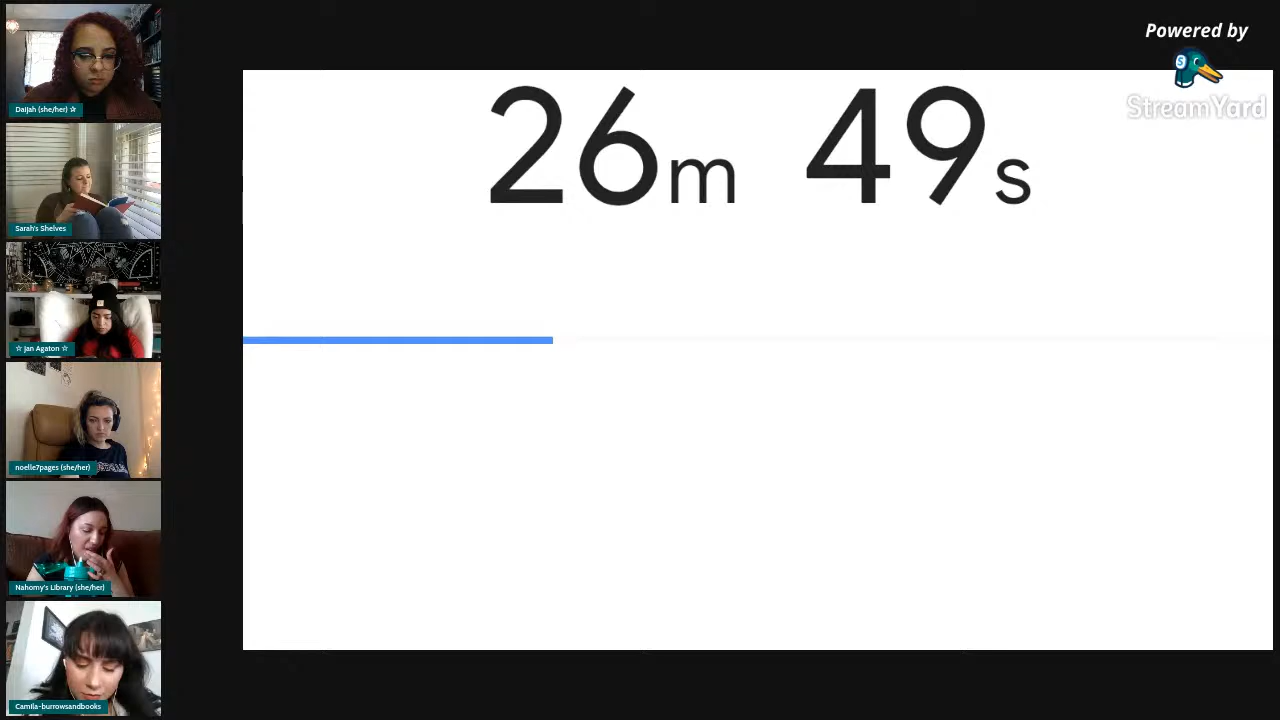 Powered by
StreamYard
26m 49s
Daijah (she/her) ☆
Sarah's Shelves
☆ Jan Agaton ☆
noelle7pages (she/her)
Nahomy's Library (she/her)
Camila-burrowsandbooks